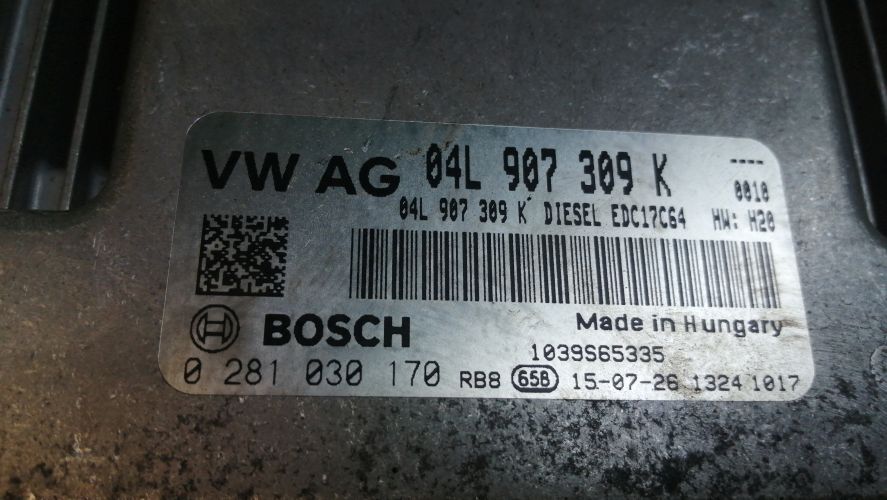 VW AG 04L 907 309 K ----
04L 907 309 K DIESEL EDC17C64 0010
HW: H20
BOSCH Made in Hungary
1039S65335
0 281 030 170 RB8 658 15-07-26 1324 1017